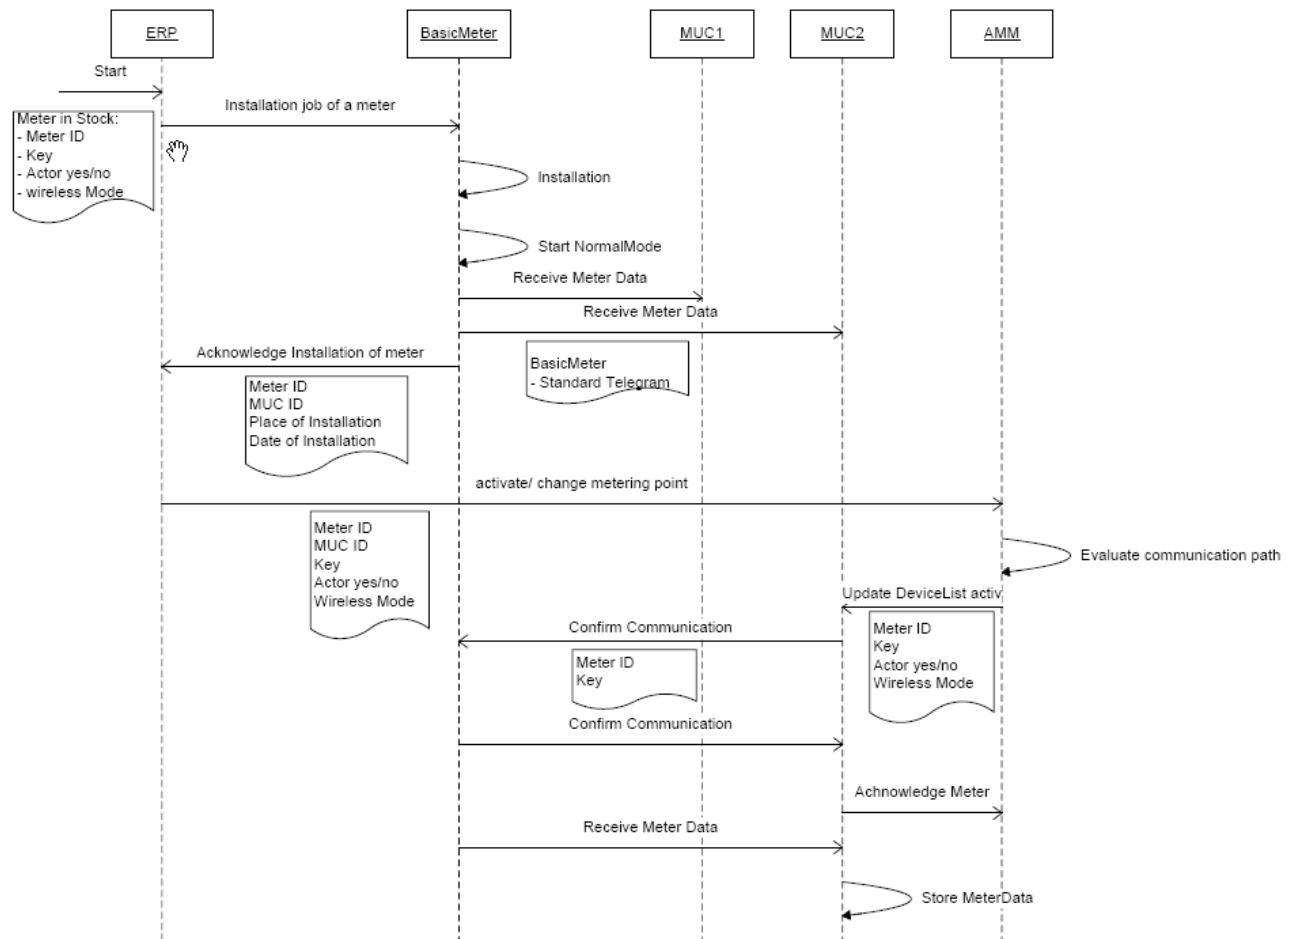 ERP
BasicMeter
MUC1
MUC2
AMM
Start
Installation job of a meter
Meter in Stock:
- Meter ID
- Key
- Actor yes/no
- wireless Mode
Installation
Start NormalMode
Receive Meter Data
Receive Meter Data
Acknowledge Installation of meter
BasicMeter
- Standard Telegram
Meter ID
MUC ID
Place of Installation
Date of Installation
activate/ change metering point
Meter ID
MUC ID
Key
Actor yes/no
Wireless Mode
Evaluate communication path
Update DeviceList activ
Confirm Communication
Meter ID
Key
Actor yes/no
Wireless Mode
Meter ID
Key
Confirm Communication
Achnowledge Meter
Receive Meter Data
Store MeterData